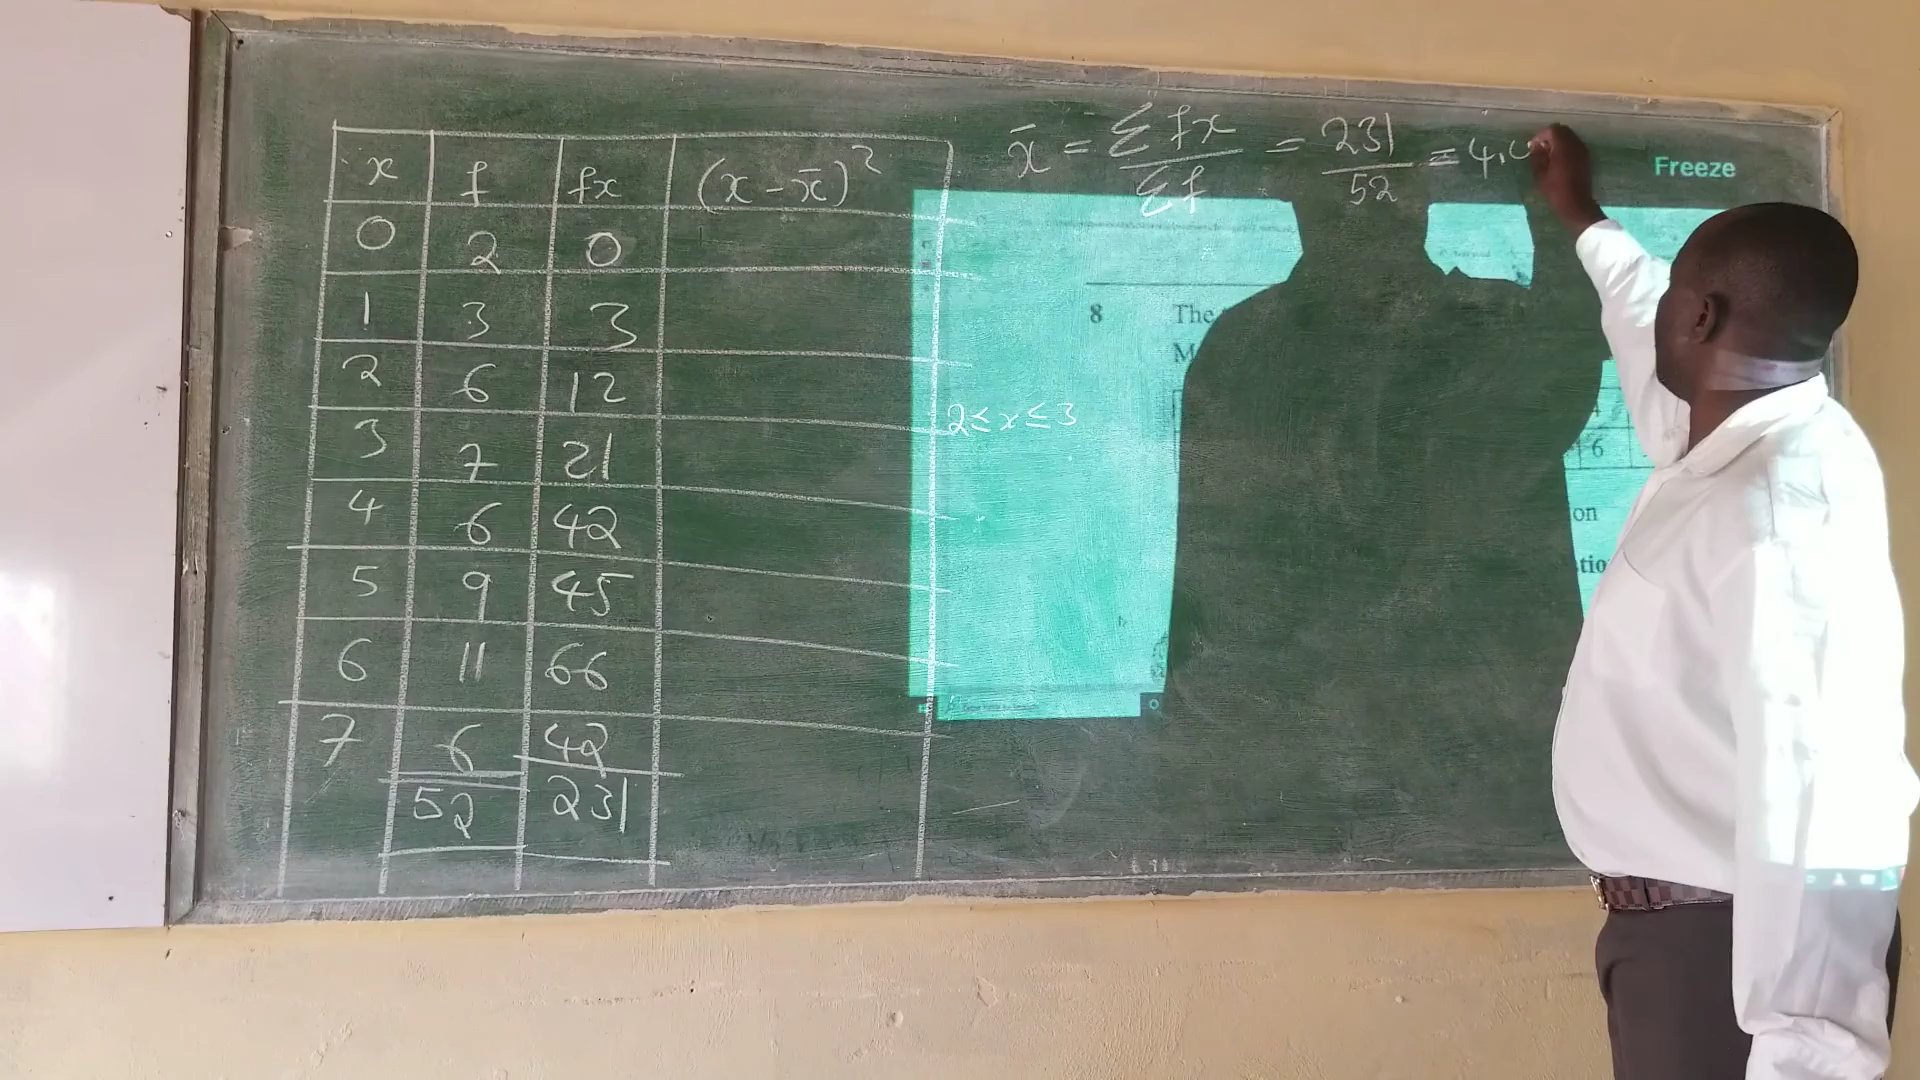 x f fx (x - x̄)²
0 2 0
1 3 3
2 6 12
3 7 21
4 6 42
5 9 45
6 11 66
7 6 42
52 231
x̄ = Σfx / Σf = 231 / 52 = 4.
Freeze
8 The
2 ≤ x ≤ 3
6
on